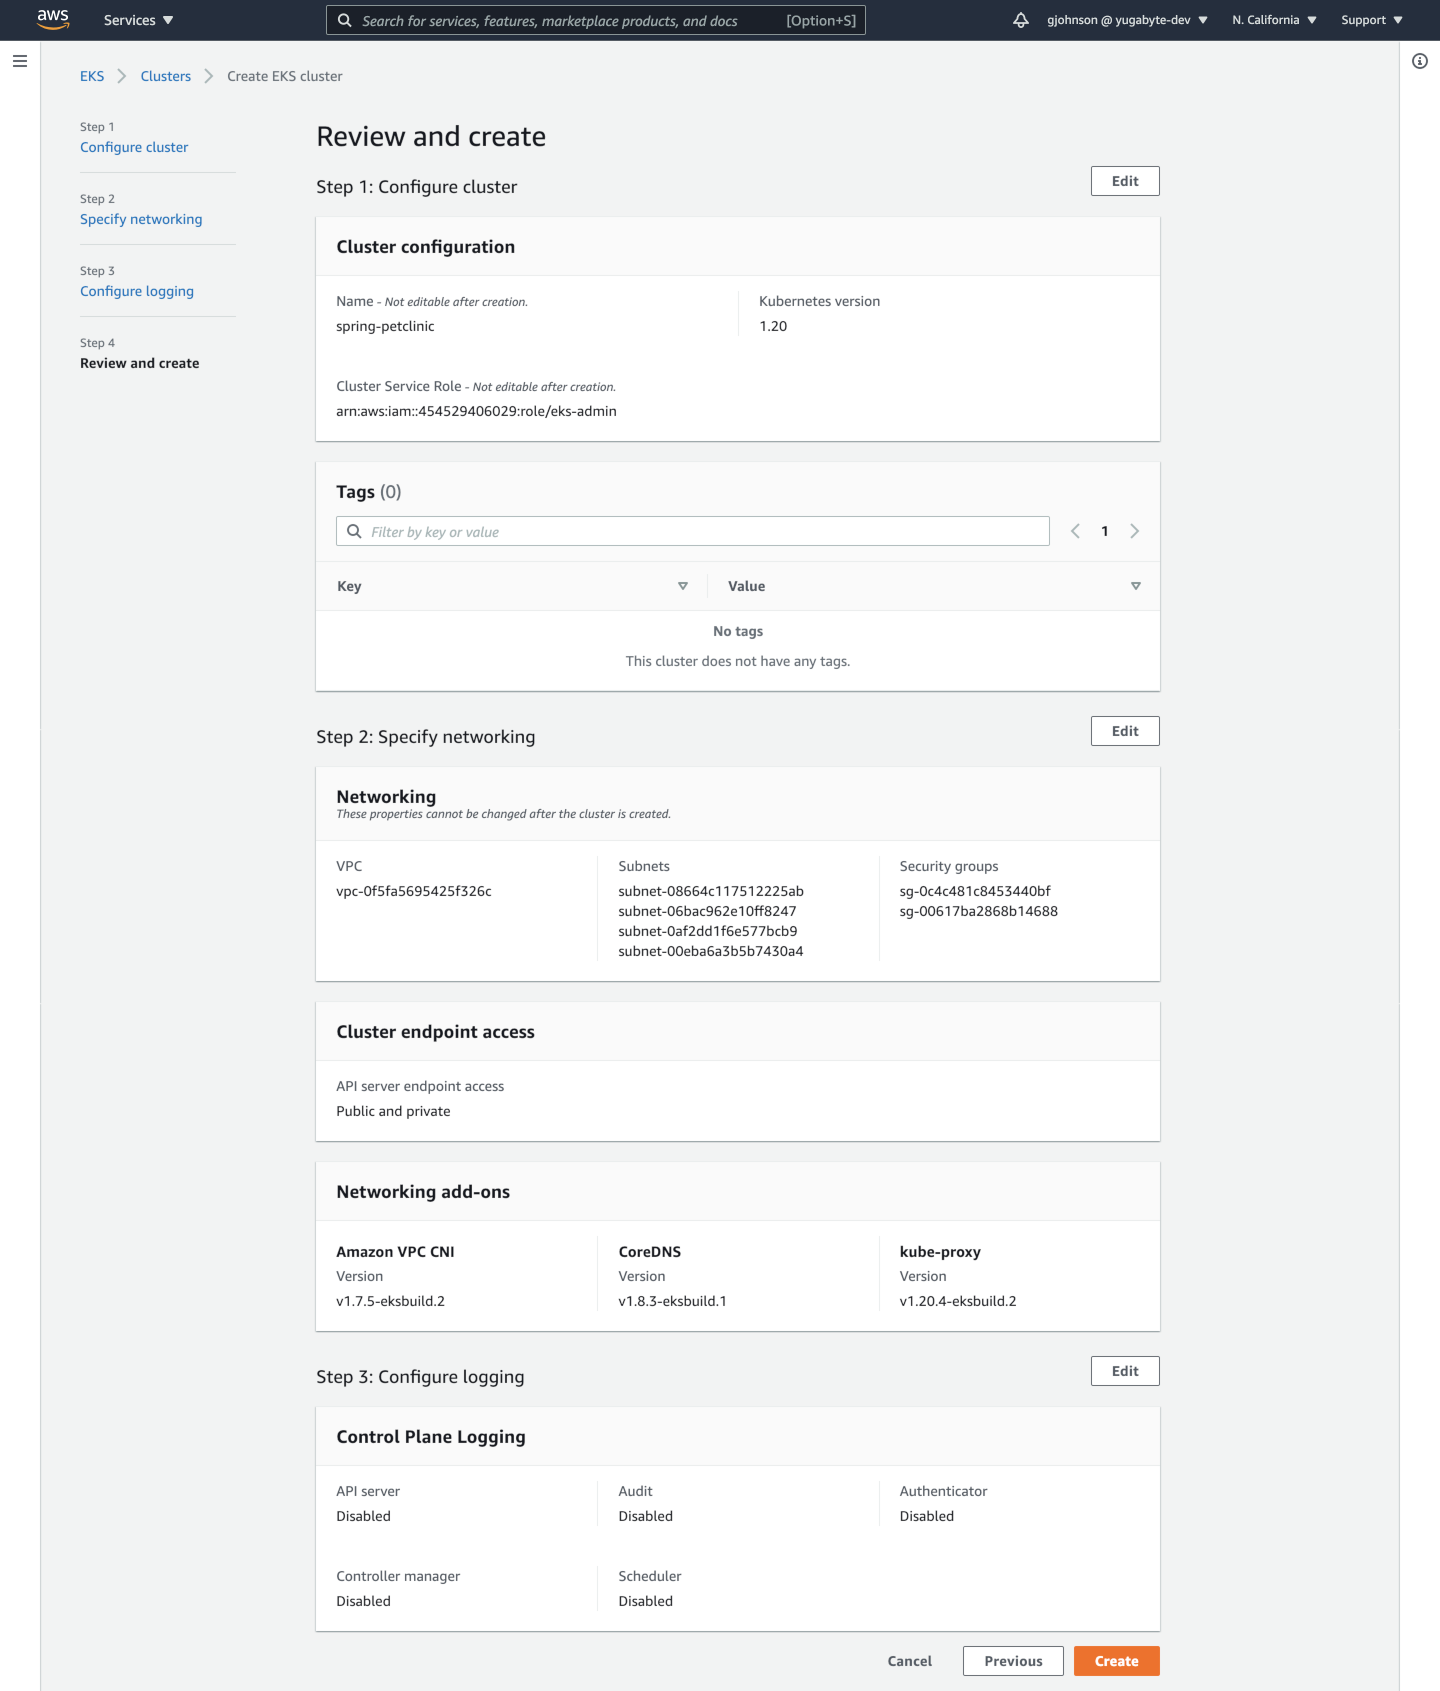 aws Services Search for services, features, marketplace products, and docs [Option+S] gjohnson @ yugabyte-dev N. California Support
EKS Clusters Create EKS cluster
Step 1
Configure cluster
Step 2
Specify networking
Step 3
Configure logging
Step 4
Review and create
Review and create
Step 1: Configure cluster
Edit
Cluster configuration
Name - Not editable after creation.
spring-petclinic
Kubernetes version
1.20
Cluster Service Role - Not editable after creation.
arn:aws:iam::454529406029:role/eks-admin
Tags (0)
Filter by key or value
1
Key Value
No tags
This cluster does not have any tags.
Step 2: Specify networking
Edit
Networking
These properties cannot be changed after the cluster is created.
VPC
vpc-0f5fa5695425f326c
Subnets
subnet-08664c117512225ab
subnet-06bac962e10ff8247
subnet-0af2dd1f6e577bcb9
subnet-00eba6a3b5b7430a4
Security groups
sg-0c4c481c8453440bf
sg-00617ba2868b14688
Cluster endpoint access
API server endpoint access
Public and private
Networking add-ons
Amazon VPC CNI
Version
v1.7.5-eksbuild.2
CoreDNS
Version
v1.8.3-eksbuild.1
kube-proxy
Version
v1.20.4-eksbuild.2
Step 3: Configure logging
Edit
Control Plane Logging
API server
Disabled
Audit
Disabled
Authenticator
Disabled
Controller manager
Disabled
Scheduler
Disabled
Cancel Previous Create